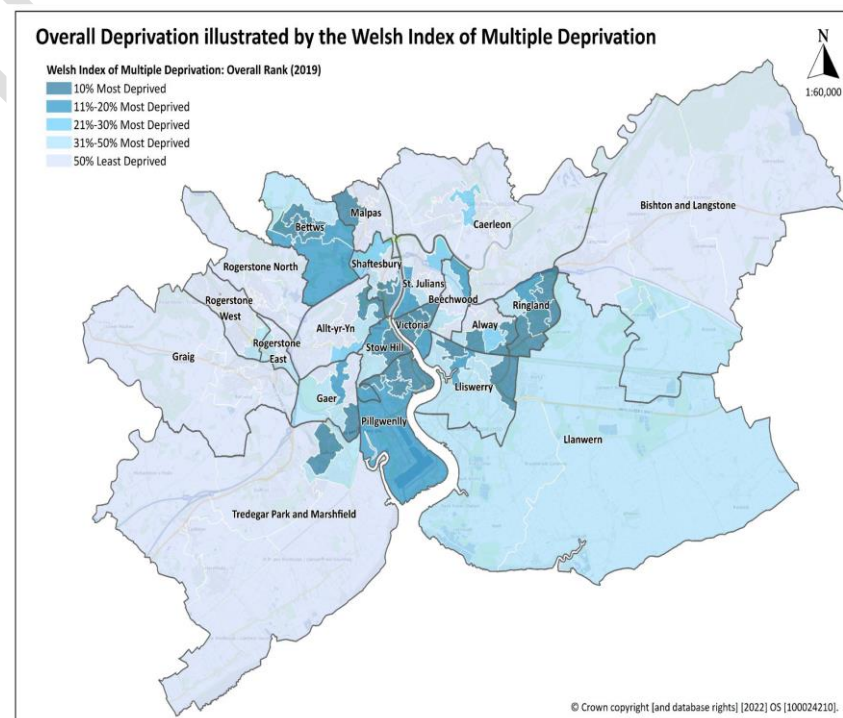 Overall Deprivation illustrated by the Welsh Index of Multiple Deprivation
N
1:60,000
Welsh Index of Multiple Deprivation: Overall Rank (2019)
10% Most Deprived
11%-20% Most Deprived
21%-30% Most Deprived
31%-50% Most Deprived
50% Least Deprived
Bishton and Langstone
Malpas
Caerleon
Bettws
Rogerstone North
Shaftesbury
St. Julians
Beechwood
Ringland
Rogerstone
West
Allt-yr-Yn
Victoria
Alway
Rogerstone
East
Stow Hill
Graig
Lliswerry
Gaer
Pillgwenlly
Llanwern
Tredegar Park and Marshfield
© Crown copyright [and database rights] [2022] OS [100024210].